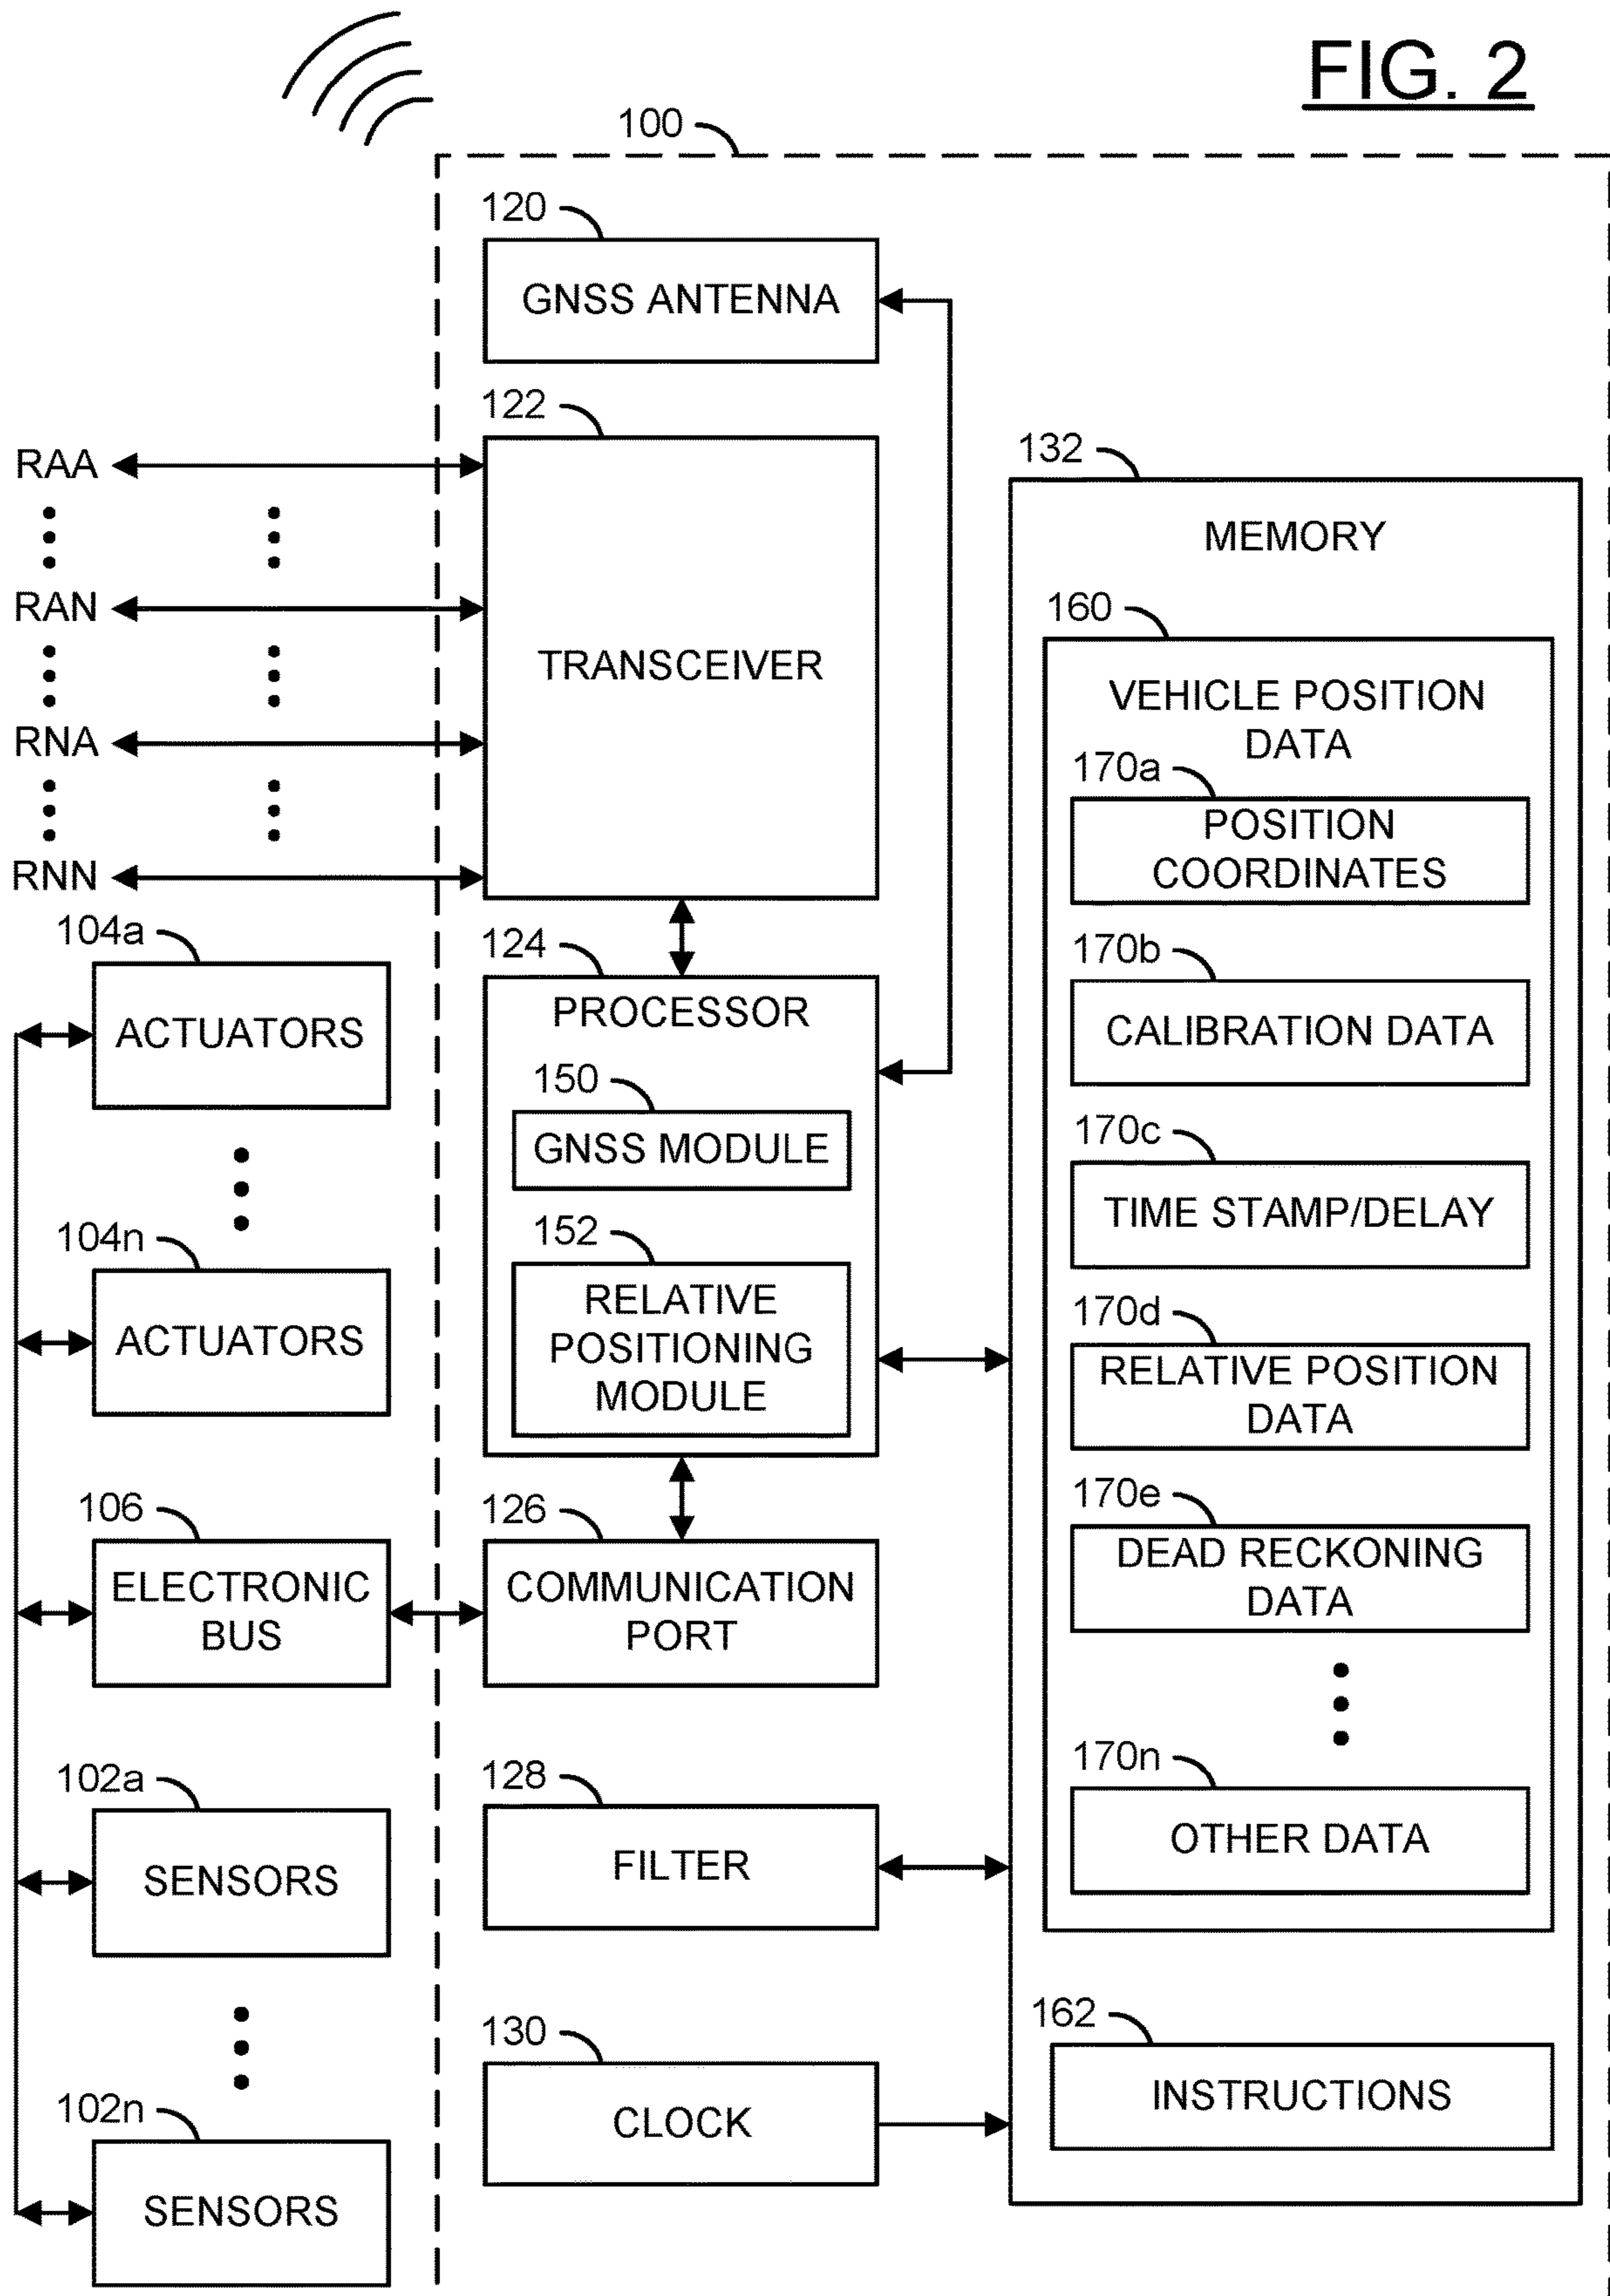 FIG. 2
100
120
GNSS ANTENNA
122
TRANSCEIVER
RAA
RAN
RNA
RNN
132
MEMORY
160
VEHICLE POSITION
DATA
170a
POSITION
COORDINATES
170b
CALIBRATION DATA
170c
TIME STAMP/DELAY
170d
RELATIVE POSITION
DATA
170e
DEAD RECKONING
DATA
170n
OTHER DATA
162
INSTRUCTIONS
124
PROCESSOR
150
GNSS MODULE
152
RELATIVE
POSITIONING
MODULE
104a
ACTUATORS
104n
ACTUATORS
106
ELECTRONIC
BUS
126
COMMUNICATION
PORT
128
FILTER
130
CLOCK
102a
SENSORS
102n
SENSORS